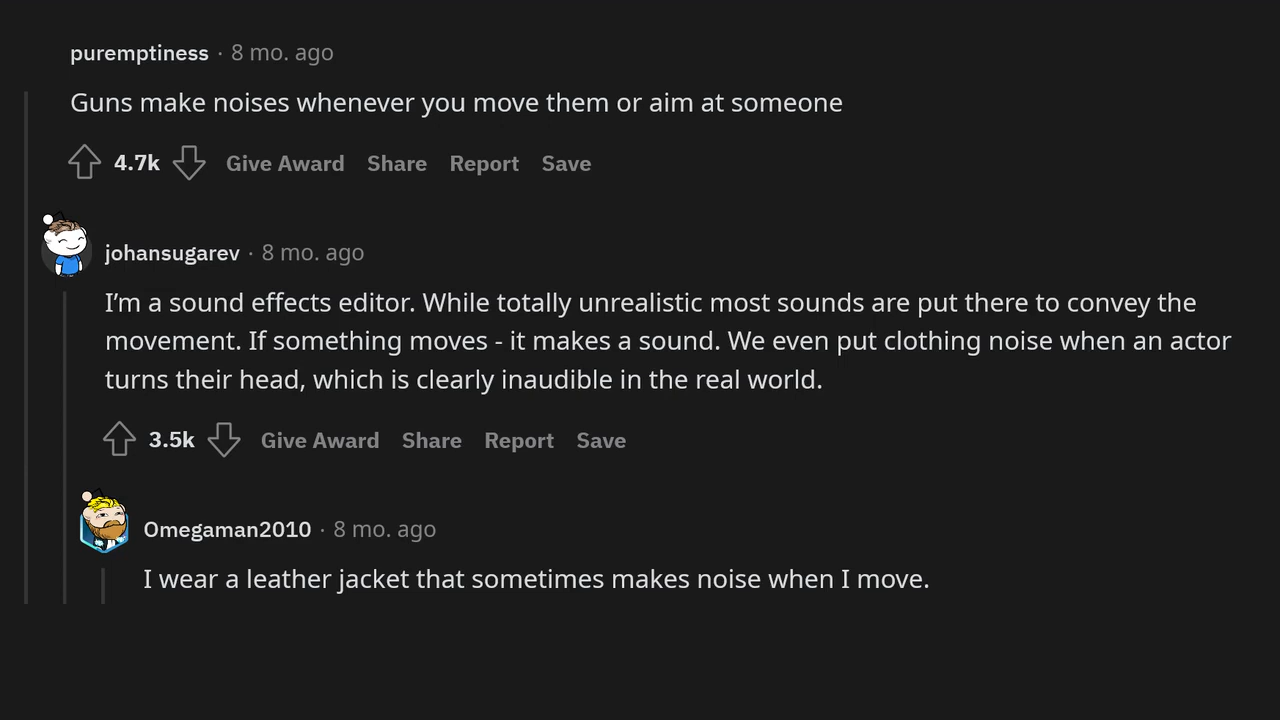 puremptiness · 8 mo. ago
Guns make noises whenever you move them or aim at someone
4.7k Give Award Share Report Save
johansugarev · 8 mo. ago
I’m a sound effects editor. While totally unrealistic most sounds are put there to convey the
movement. If something moves - it makes a sound. We even put clothing noise when an actor
turns their head, which is clearly inaudible in the real world.
3.5k Give Award Share Report Save
Omegaman2010 · 8 mo. ago
I wear a leather jacket that sometimes makes noise when I move.